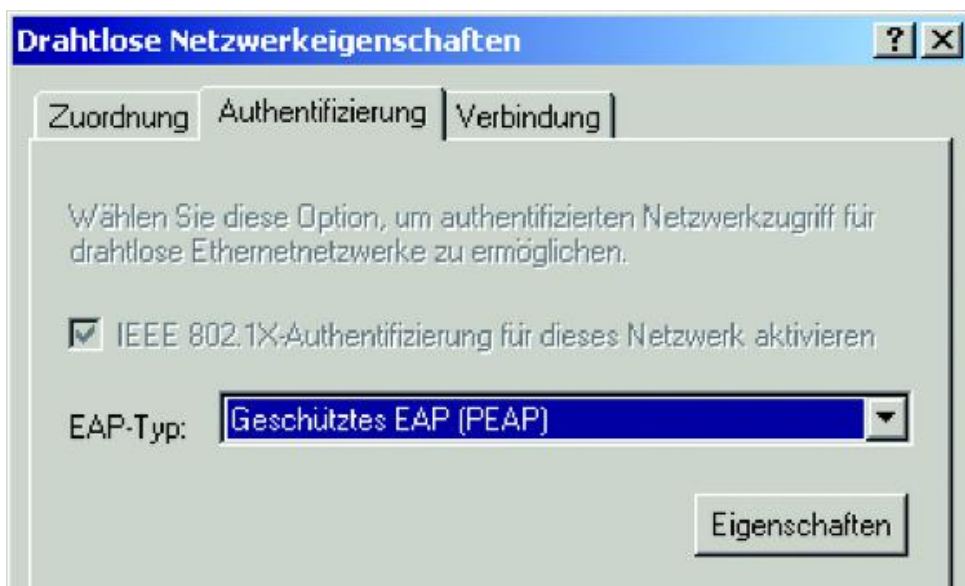 Drahtlose Netzwerkeigenschaften ? X
Zuordnung Authentifizierung Verbindung
Wählen Sie diese Option, um authentifizierten Netzwerkzugriff für
drahtlose Ethernetnetzwerke zu ermöglichen.
IEEE 802.1X-Authentifizierung für dieses Netzwerk aktivieren
EAP-Typ: Geschütztes EAP (PEAP)
Eigenschaften